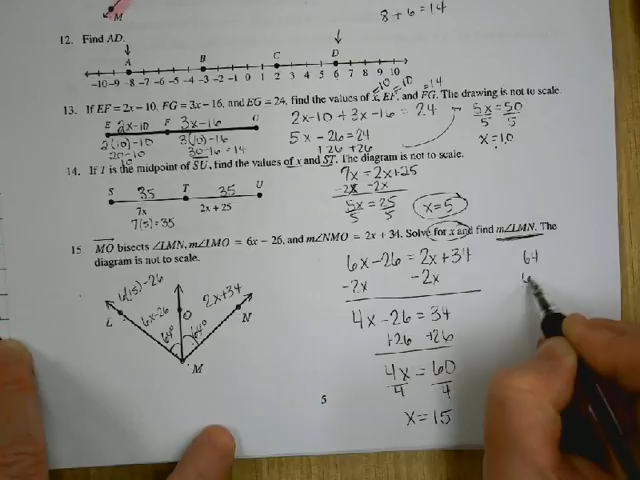 M
8 + 6 = 14
12. Find AD.
A B C D
-10 -9 -8 -7 -6 -5 -4 -3 -2 -1 0 1 2 3 4 5 6 7 8 9 10
=10 =10 =14
13. If EF = 2x − 10, FG = 3x − 16, and EG = 24, find the values of x, EF, and FG. The drawing is not to scale.
E 2x-10 F 3x-16 G
2(10)-10 3(10)-16
20-10 30-16=14
10
2x-10 + 3x-16 = 24
5x - 26 = 24
+26 +26
5x = 50
5 5
x = 10
14. If T is the midpoint of SU, find the values of x and ST. The diagram is not to scale.
S 35 T 35 U
7x 2x + 25
7(5)=35
7x = 2x+25
-2x -2x
5x = 25
5 5
x=5
15. MO bisects ∠LMN, m∠LMO = 6x − 26, and m∠NMO = 2x + 34. Solve for x and find m∠LMN. The
diagram is not to scale.
6(15)-26
6x-26
2x+34
L O N
64° 64°
M
6x-26 = 2x+34
-2x -2x
4x-26 = 34
+26 +26
4x = 60
4 4
x = 15
64
5